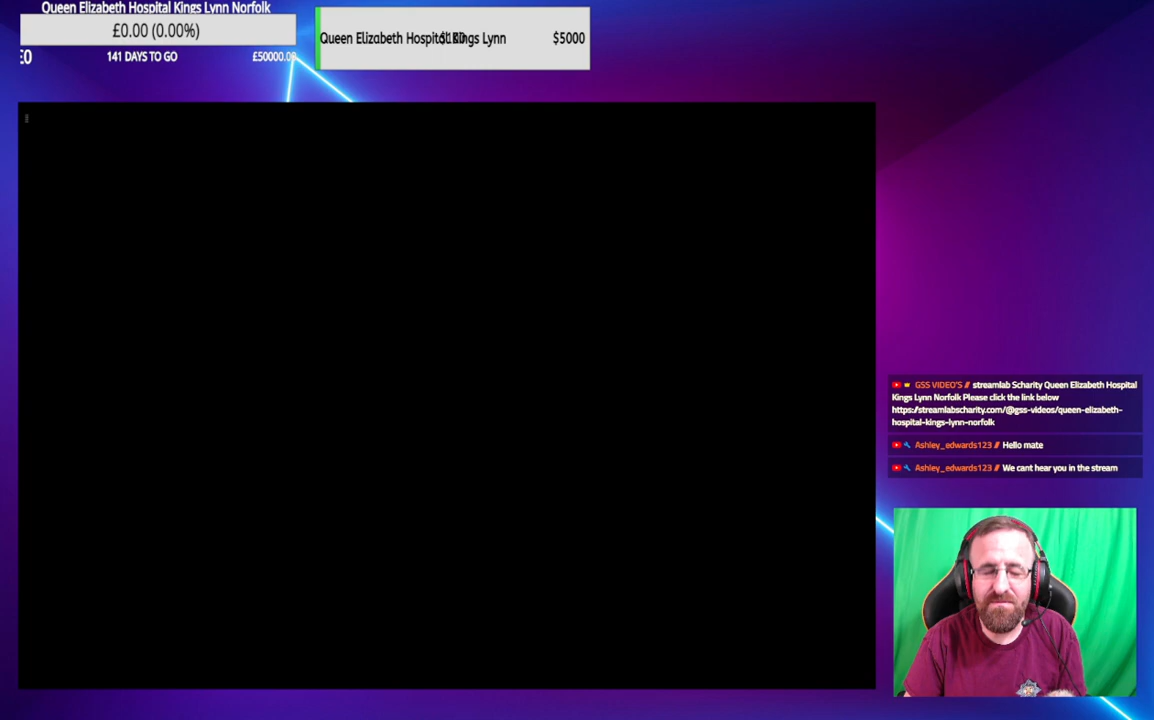 Queen Elizabeth Hospital Kings Lynn Norfolk
£0.00 (0.00%)
£0 141 DAYS TO GO £50000.00
Queen Elizabeth Hospital Kings Lynn $5000
GSS VIDEO'S // streamlab Scharity Queen Elizabeth Hospital
Kings Lynn Norfolk Please click the link below
https://streamlabscharity.com/@gss-videos/queen-elizabeth-
hospital-kings-lynn-norfolk
Ashley_edwards123 // Hello mate
Ashley_edwards123 // We cant hear you in the stream